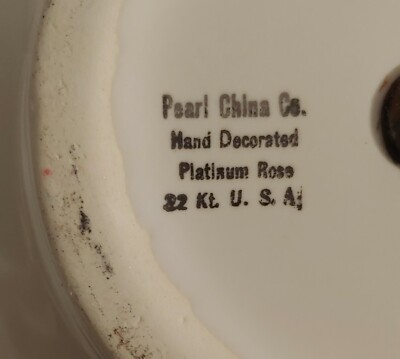 Pearl China Co.
Hand Decorated
Platinum Rose
22 Kt. U. S. A.